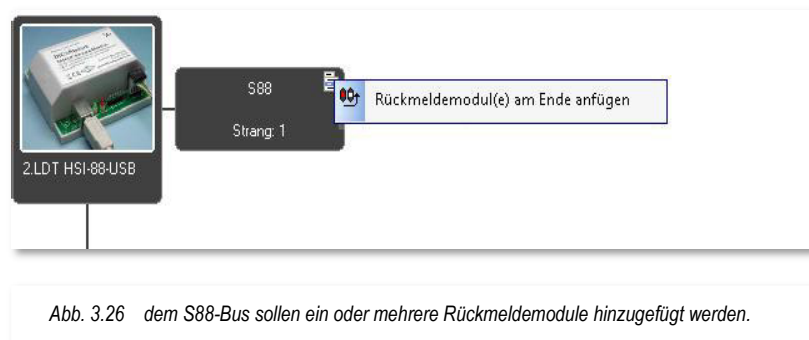 S88
Rückmeldemodul(e) am Ende anfügen
Strang: 1
2.LDT HSI-88-USB
Abb. 3.26 dem S88-Bus sollen ein oder mehrere Rückmeldemodule hinzugefügt werden.